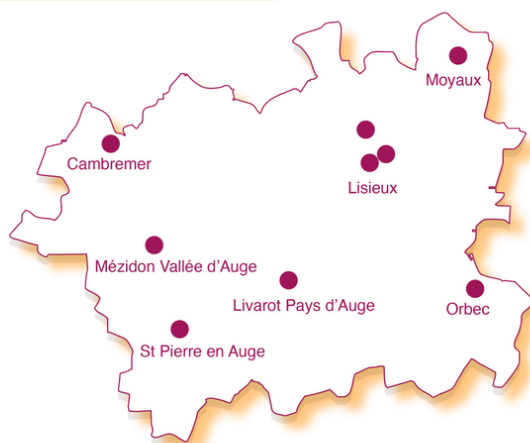 Moyaux
Cambremer
Lisieux
Mézidon Vallée d'Auge
Livarot Pays d'Auge
Orbec
St Pierre en Auge